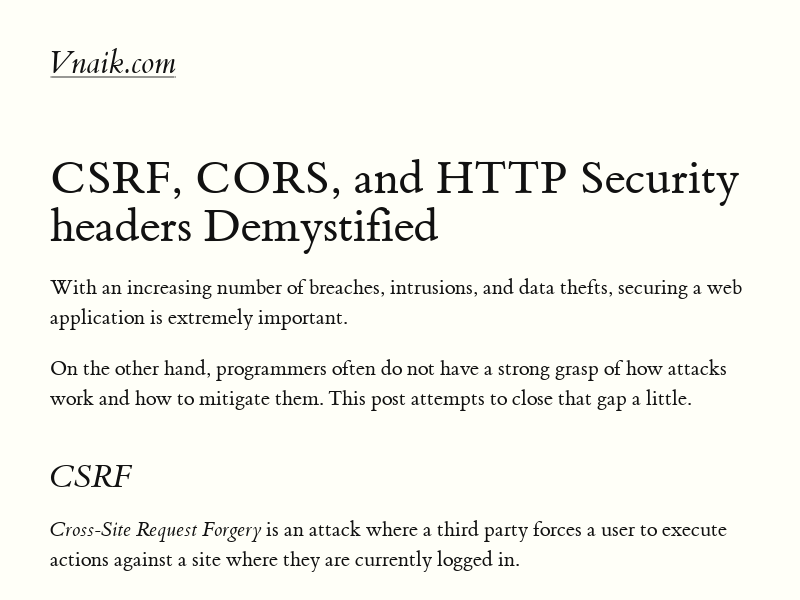 Vnaik.com
CSRF, CORS, and HTTP Security
headers Demystified
With an increasing number of breaches, intrusions, and data thefts, securing a web
application is extremely important.
On the other hand, programmers often do not have a strong grasp of how attacks
work and how to mitigate them. This post attempts to close that gap a little.
CSRF
Cross-Site Request Forgery is an attack where a third party forces a user to execute
actions against a site where they are currently logged in.